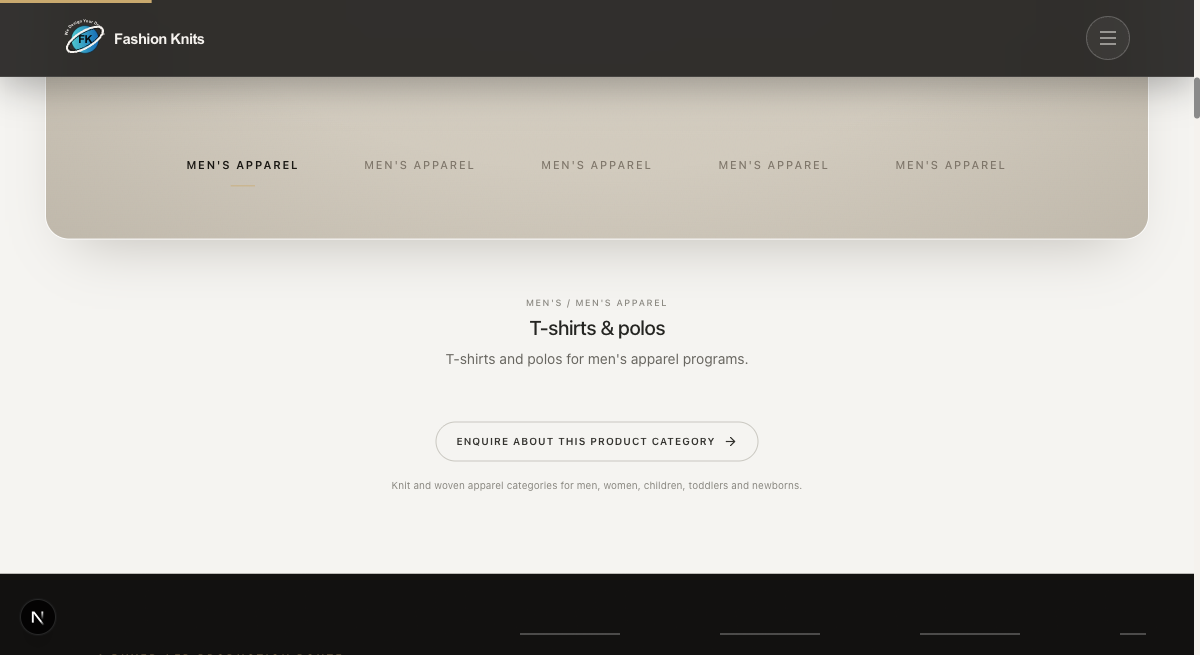 FK
Fashion Knits
MEN'S APPAREL MEN'S APPAREL MEN'S APPAREL MEN'S APPAREL MEN'S APPAREL
MEN'S / MEN'S APPAREL
T-shirts & polos
T-shirts and polos for men's apparel programs.
ENQUIRE ABOUT THIS PRODUCT CATEGORY →
Knit and woven apparel categories for men, women, children, toddlers and newborns.
N